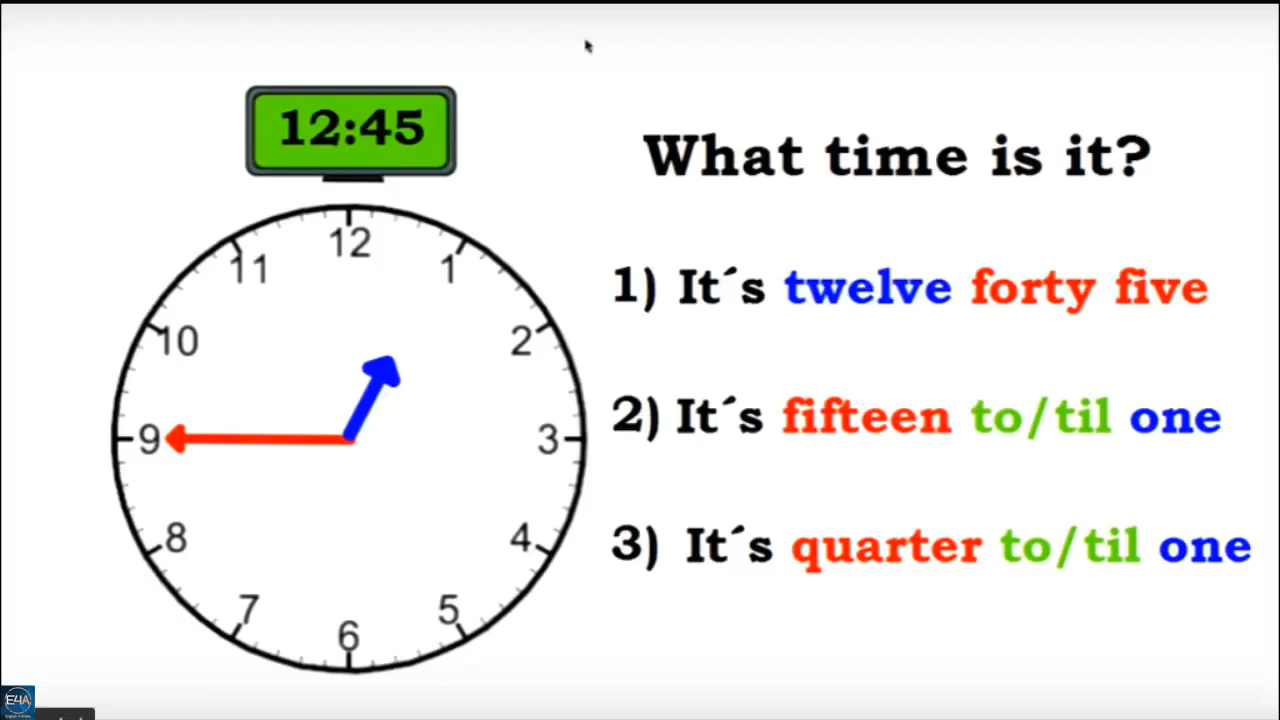 12:45
What time is it?
12
11
1
10
2
9
3
8
4
7
5
6
1) It´s twelve forty five
2) It´s fifteen to/til one
3) It´s quarter to/til one
E4A